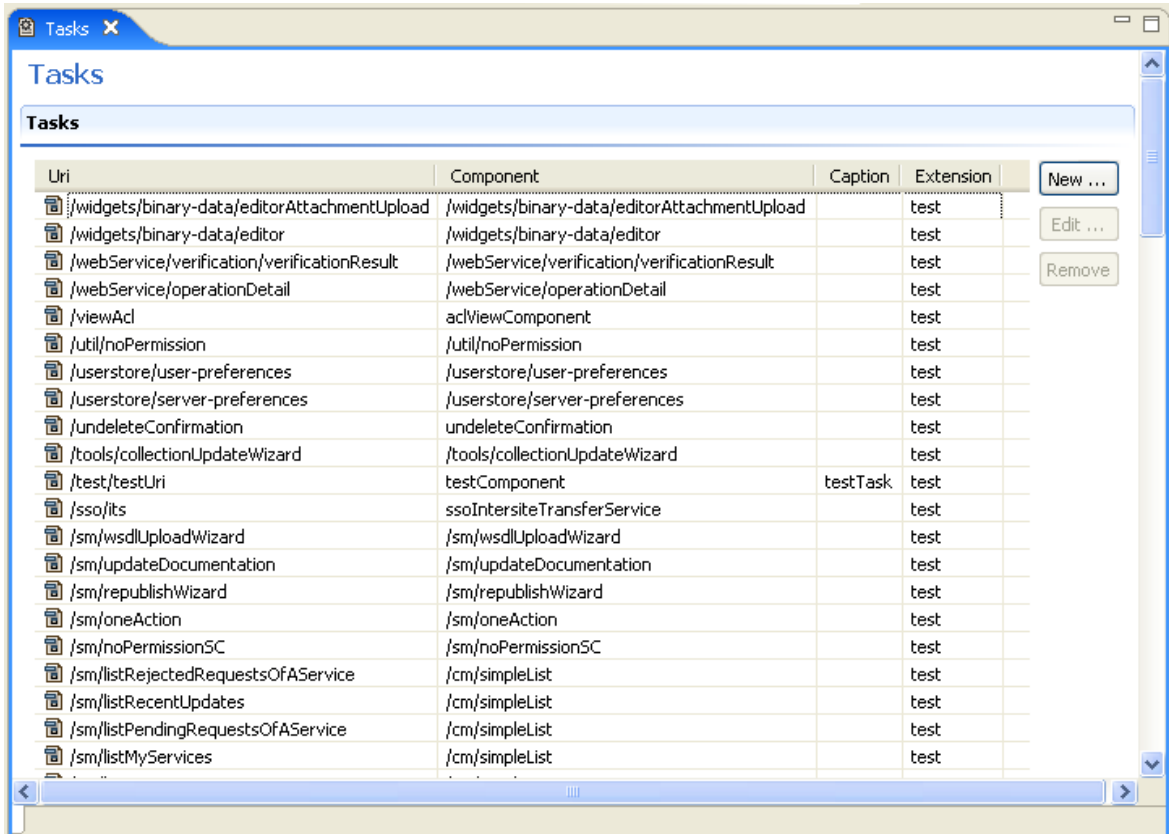 Tasks
Tasks
Tasks
Uri Component Caption Extension
New ...
/widgets/binary-data/editorAttachmentUpload /widgets/binary-data/editorAttachmentUpload test
/widgets/binary-data/editor /widgets/binary-data/editor test
Edit ...
/webService/verification/verificationResult /webService/verification/verificationResult test
Remove
/webService/operationDetail /webService/operationDetail test
/viewAcl aclViewComponent test
/util/noPermission /util/noPermission test
/userstore/user-preferences /userstore/user-preferences test
/userstore/server-preferences /userstore/server-preferences test
/undeleteConfirmation undeleteConfirmation test
/tools/collectionUpdateWizard /tools/collectionUpdateWizard test
/test/testUri testComponent testTask test
/sso/its ssoIntersiteTransferService test
/sm/wsdlUploadWizard /sm/wsdlUploadWizard test
/sm/updateDocumentation /sm/updateDocumentation test
/sm/republishWizard /sm/republishWizard test
/sm/oneAction /sm/oneAction test
/sm/noPermissionSC /sm/noPermissionSC test
/sm/listRejectedRequestsOfAService /cm/simpleList test
/sm/listRecentUpdates /cm/simpleList test
/sm/listPendingRequestsOfAService /cm/simpleList test
/sm/listMyServices /cm/simpleList test